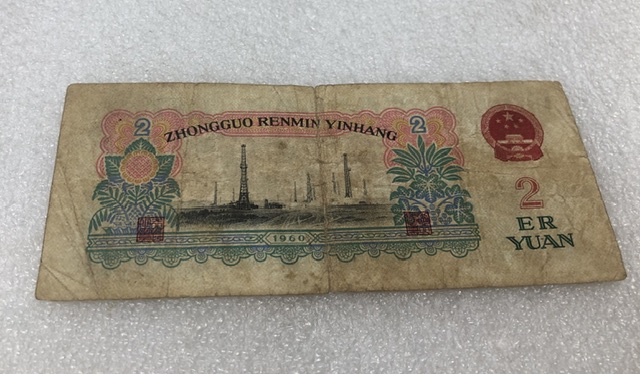 2 ZHONGGUO RENMIN YINHANG 2
2
ER
YUAN
1960